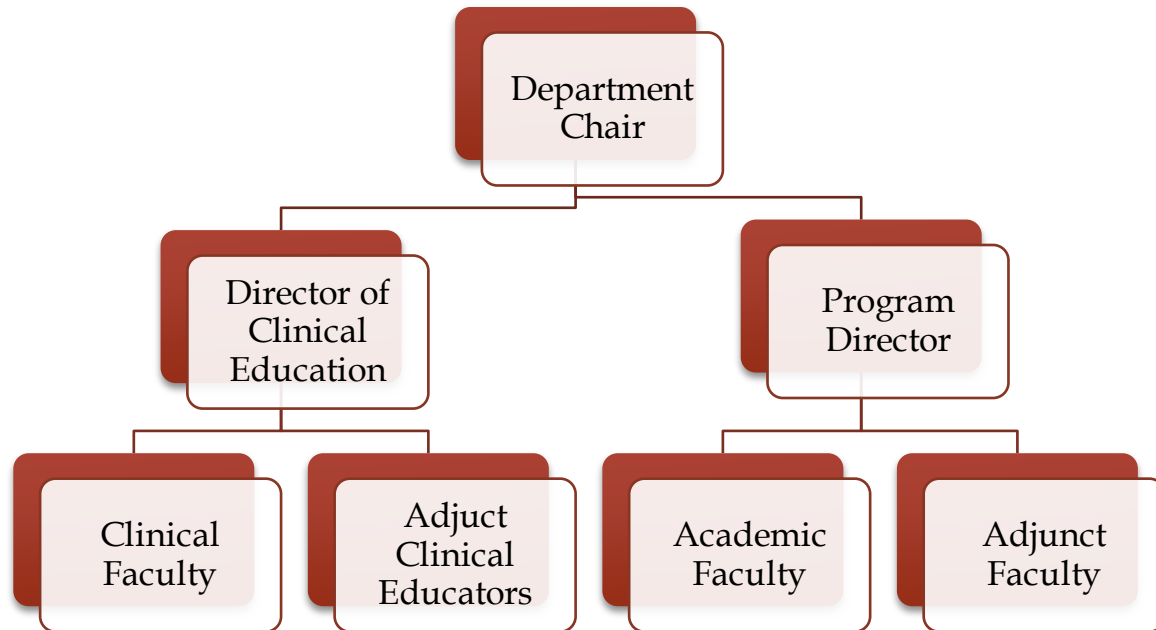 Department
Chair
Director of
Clinical
Education
Program
Director
Clinical
Faculty
Adjuct
Clinical
Educators
Academic
Faculty
Adjunct
Faculty